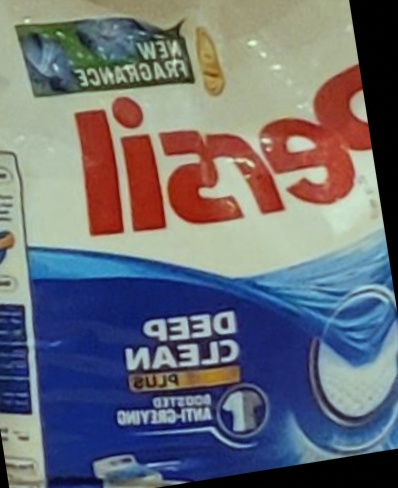 NEW
FRAGRANCE
Persil
DEEP
CLEAN
PLUS
BOOSTED
ANTI-GREYING